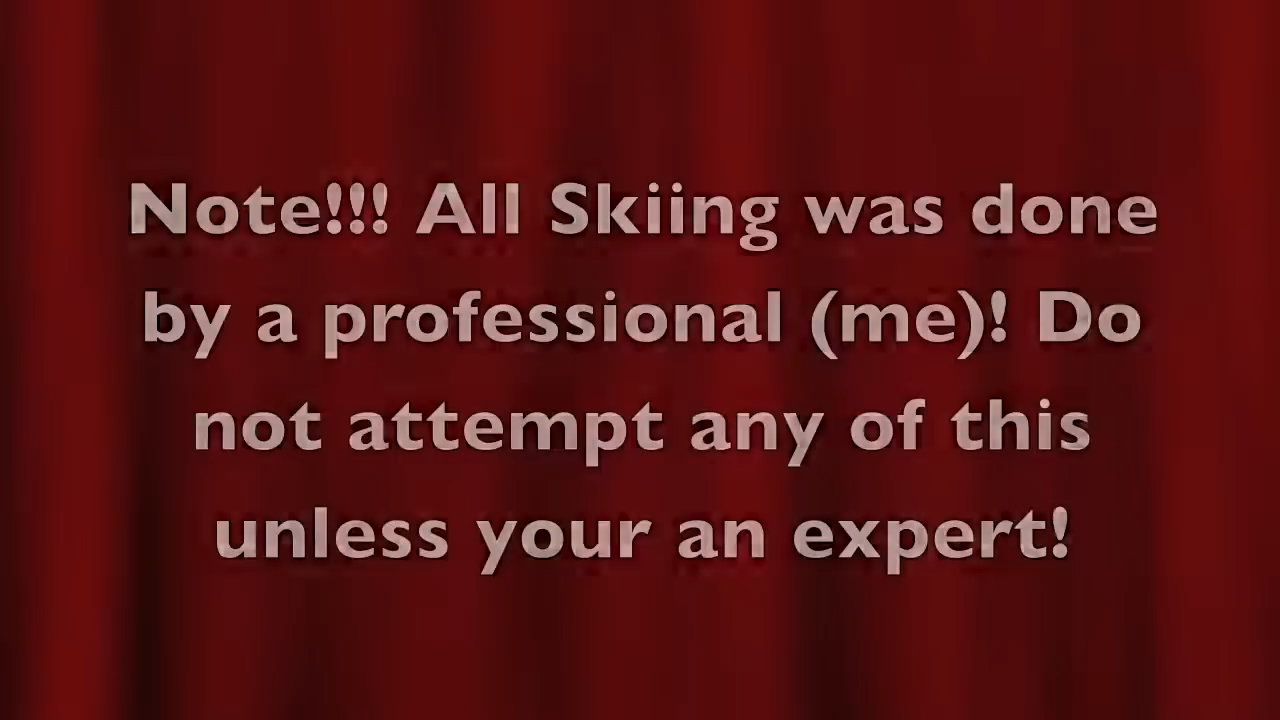 Note!!! All Skiing was done
by a professional (me)! Do
not attempt any of this
unless your an expert!